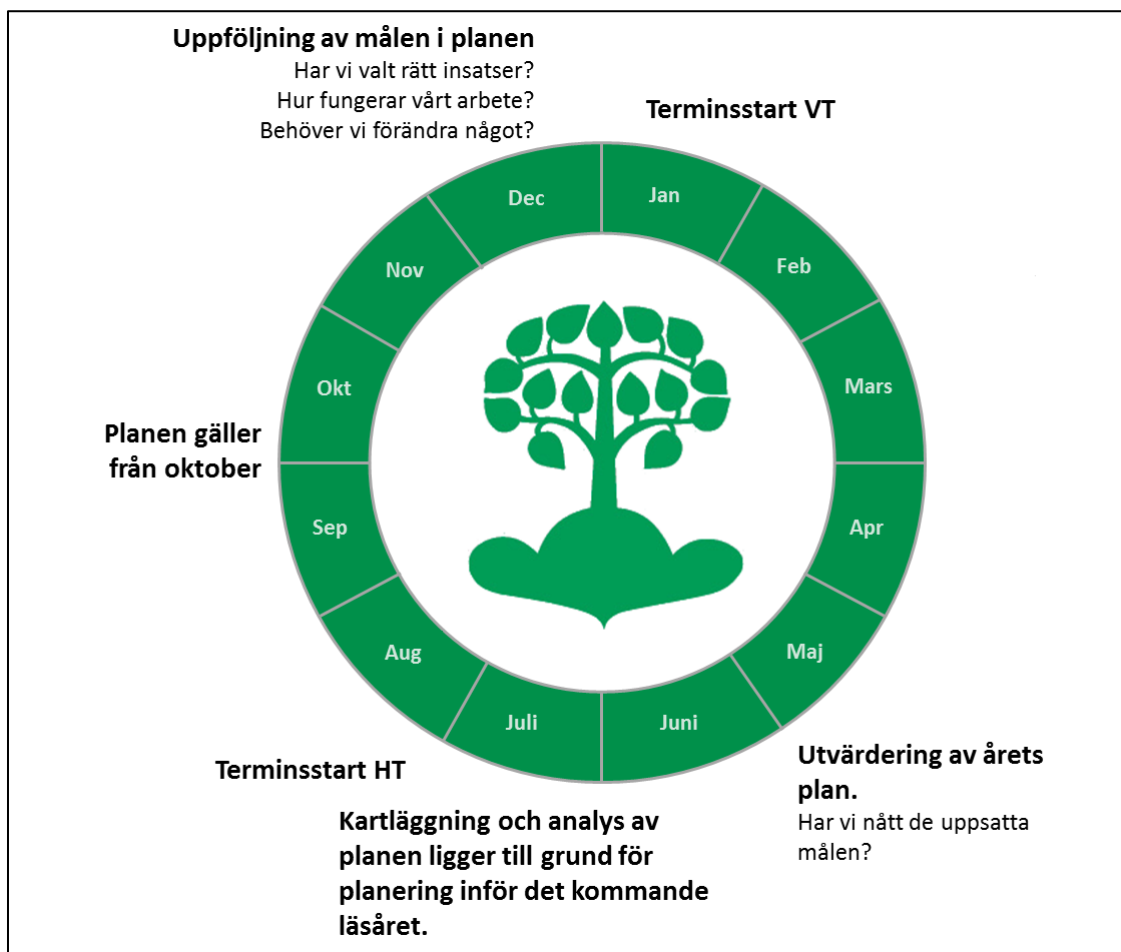 Uppföljning av målen i planen
Har vi valt rätt insatser?
Hur fungerar vårt arbete?
Behöver vi förändra något?
Terminsstart VT
Jan
Feb
Mars
Apr
Maj
Juni
Juli
Aug
Sep
Okt
Nov
Dec
Planen gäller
från oktober
Terminsstart HT
Kartläggning och analys av
planen ligger till grund för
planering inför det kommande
läsåret.
Utvärdering av årets
plan.
Har vi nått de uppsatta
målen?